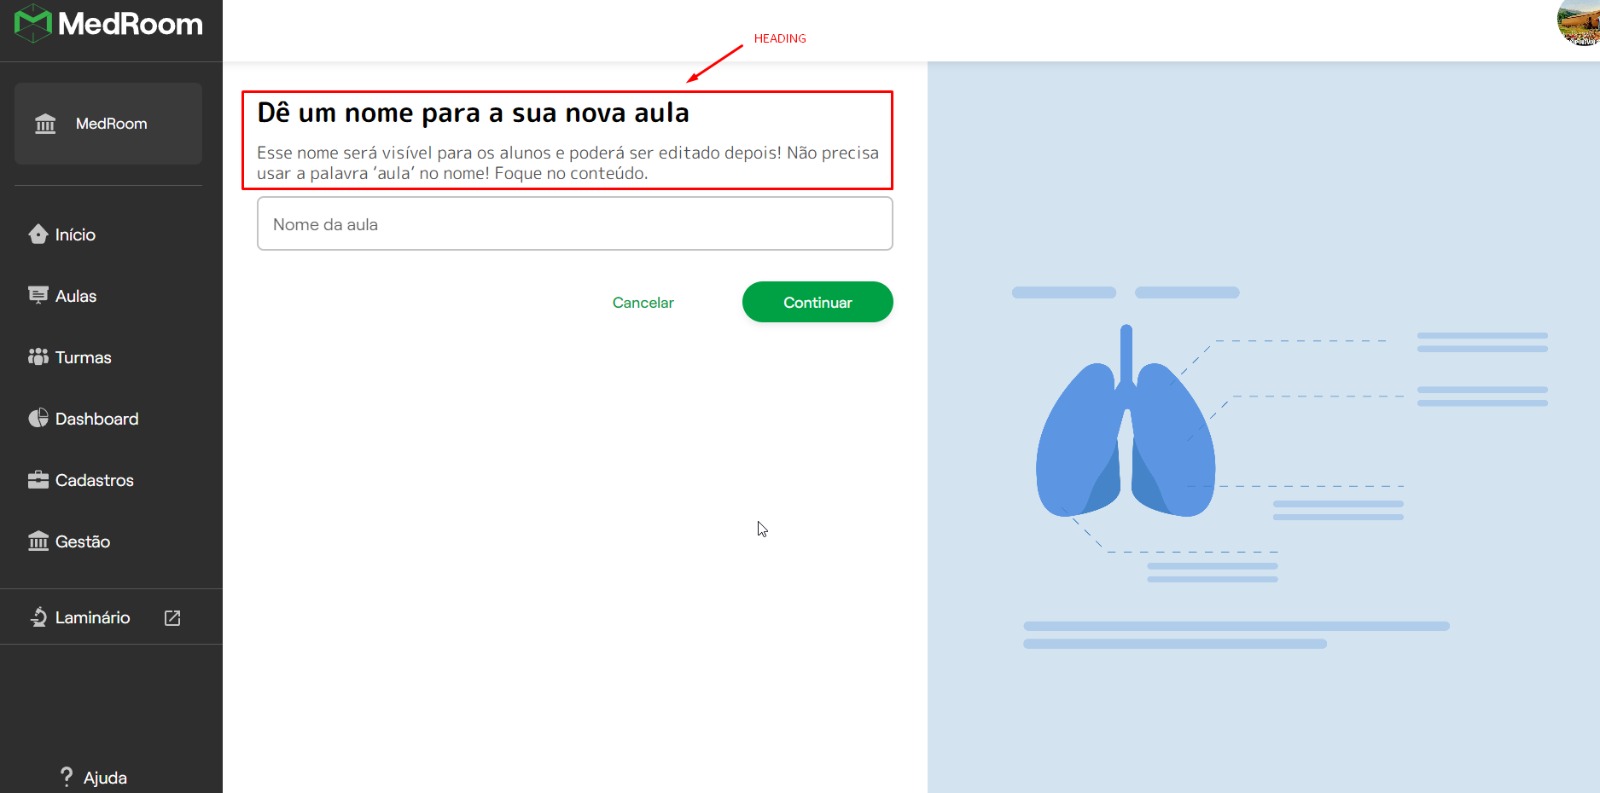 MedRoom
HEADING
MedRoom
Início
Aulas
Turmas
Dashboard
Cadastros
Gestão
Laminário
Ajuda
Dê um nome para a sua nova aula
Esse nome será visível para os alunos e poderá ser editado depois! Não precisa
usar a palavra ‘aula’ no nome! Foque no conteúdo.
Nome da aula
Cancelar
Continuar